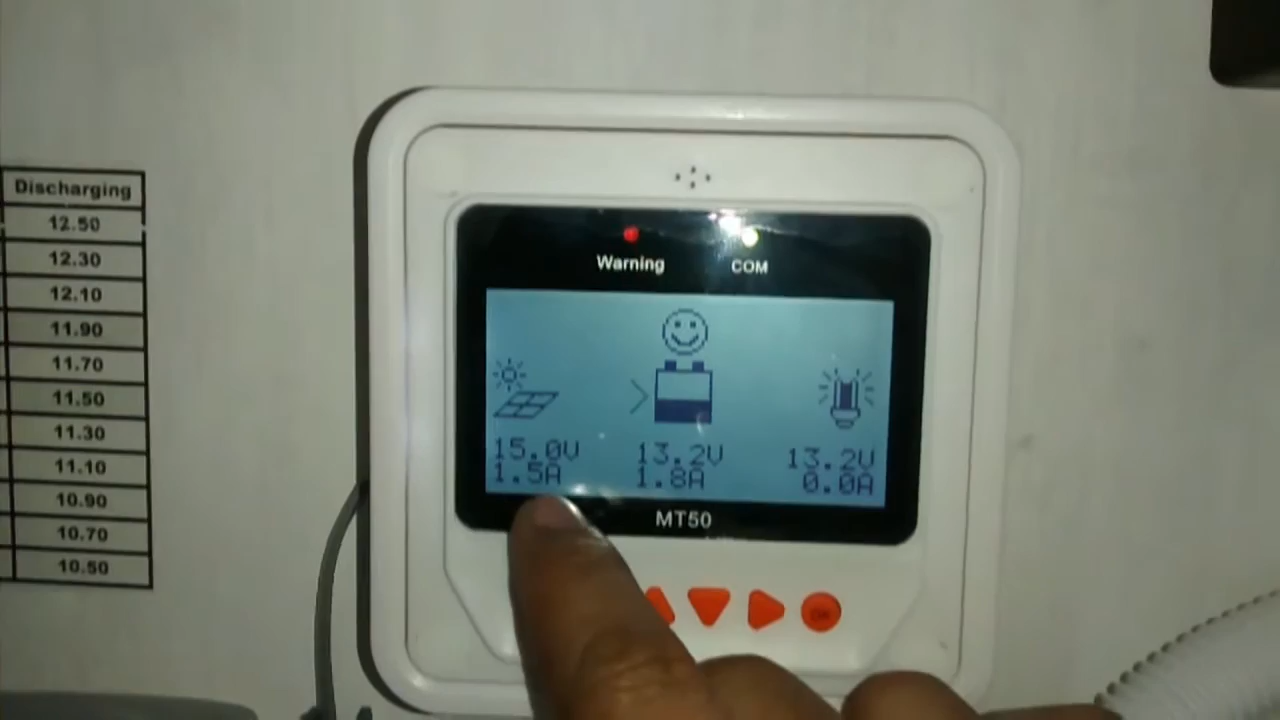 Discharging
12.50
12.30
12.10
11.90
11.70
11.50
11.30
11.10
10.90
10.70
10.50
Warning
COM
15.0V
1.5A
13.2V
1.8A
13.2V
0.0A
MT50
OK